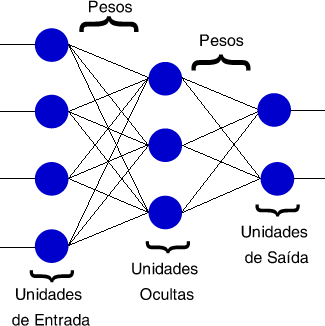 Pesos
Pesos
Unidades
de Saída
Unidades
Ocultas
Unidades
de Entrada